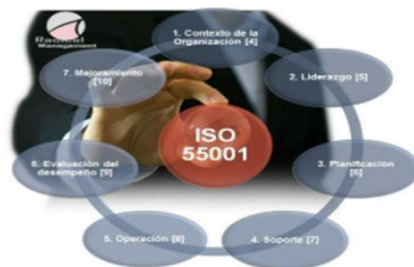 Radical
Management
1. Contexto de la
Organización [4]
2. Liderazgo [5]
3. Planificación
[6]
4. Soporte [7]
5. Operación [8]
6. Evaluación del
desempeño [9]
7. Mejoramiento
[10]
ISO
55001